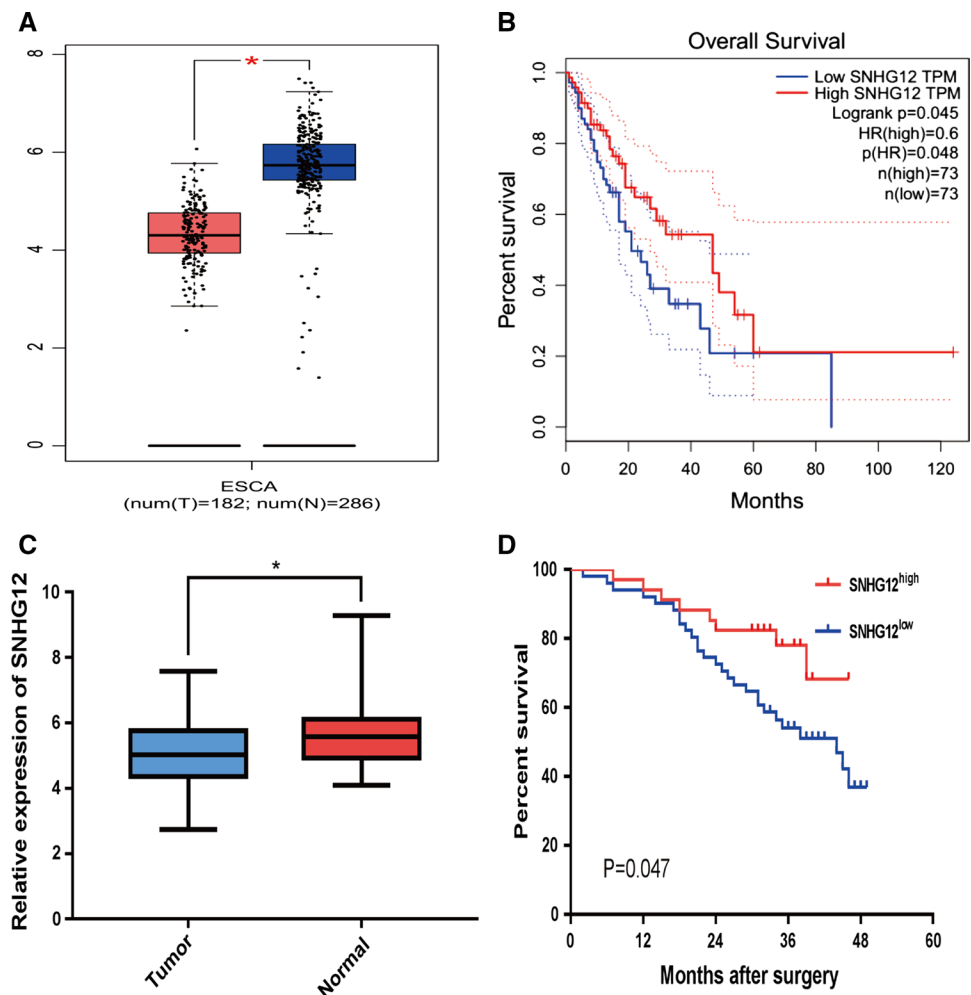 A
8
6
4
2
0
*
ESCA
(num(T)=182; num(N)=286)
B
Overall Survival
Low SNHG12 TPM
High SNHG12 TPM
Logrank p=0.045
HR(high)=0.6
p(HR)=0.048
n(high)=73
n(low)=73
Percent survival
1.0
0.8
0.6
0.4
0.2
0.0
0 20 40 60 80 100 120
Months
C
Relative expression of SNHG12
10
8
6
4
2
0
*
Tumor
Normal
D
Percent survival
100
80
60
40
20
0
SNHG12high
SNHG12low
P=0.047
0 12 24 36 48 60
Months after surgery